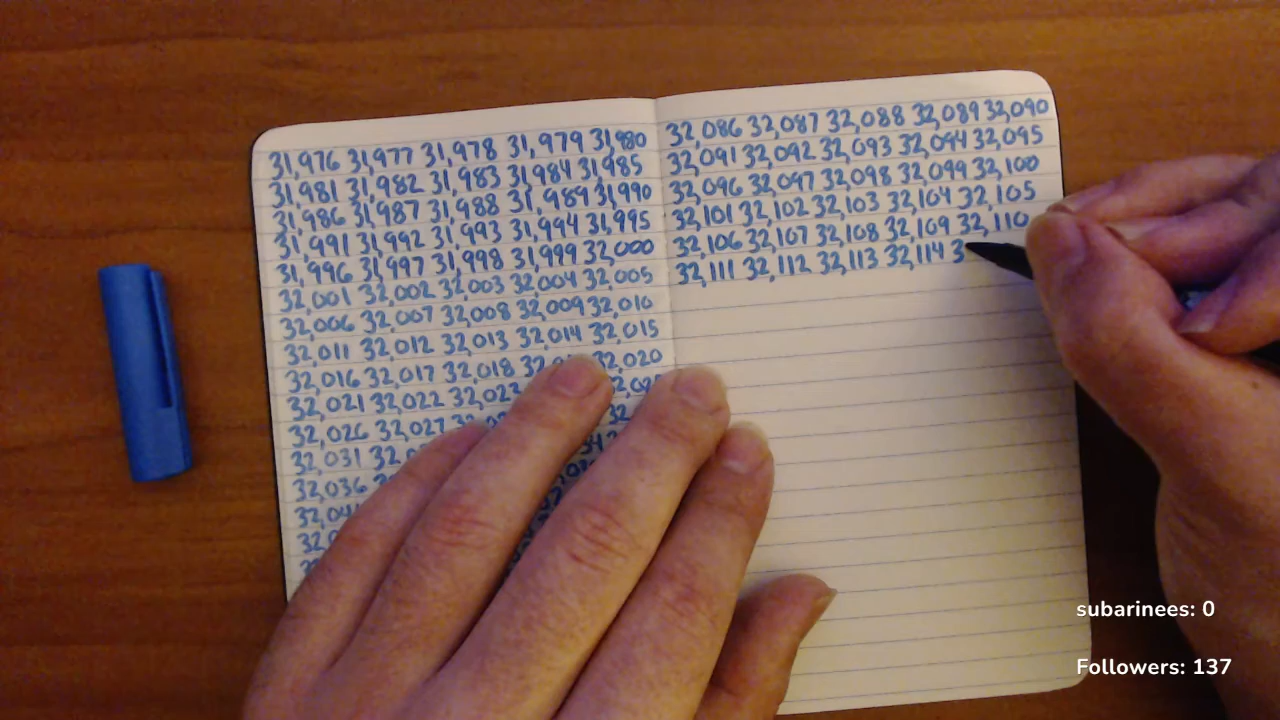 31,976 31,977 31,978 31,979 31,980
31,981 31,982 31,983 31,984 31,985
31,986 31,987 31,988 31,989 31,990
31,991 31,992 31,993 31,994 31,995
31,996 31,997 31,998 31,999 32,000
32,001 32,002 32,003 32,004 32,005
32,006 32,007 32,008 32,009 32,010
32,011 32,012 32,013 32,014 32,015
32,016 32,017 32,018 32,020
32,021 32,022 32,023
32,026 32,027
32,031
32,036
32,086 32,087 32,088 32,089 32,090
32,091 32,092 32,093 32,094 32,095
32,096 32,097 32,098 32,099 32,100
32,101 32,102 32,103 32,104 32,105
32,106 32,107 32,108 32,109 32,110
32,111 32,112 32,113 32,114 3
subarinees: 0
Followers: 137